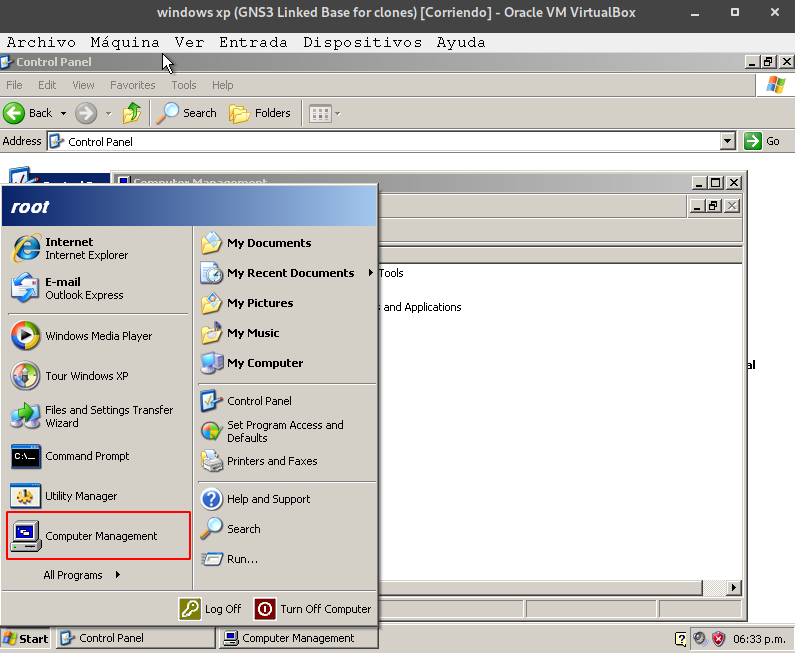 windows xp (GNS3 Linked Base for clones) [Corriendo] - Oracle VM VirtualBox
Archivo Máquina Ver Entrada Dispositivos Ayuda
Control Panel
File Edit View Favorites Tools Help
Back Search Folders
Address Control Panel Go
Computer Management
root
Internet
Internet Explorer
E-mail
Outlook Express
Windows Media Player
Tour Windows XP
Files and Settings Transfer
Wizard
Command Prompt
Utility Manager
Computer Management
All Programs
My Documents
My Recent Documents
My Pictures
My Music
My Computer
Control Panel
Set Program Access and
Defaults
Printers and Faxes
Help and Support
Search
Run...
Tools
and Applications
al
Log Off Turn Off Computer
Start Control Panel Computer Management 06:33 p.m.